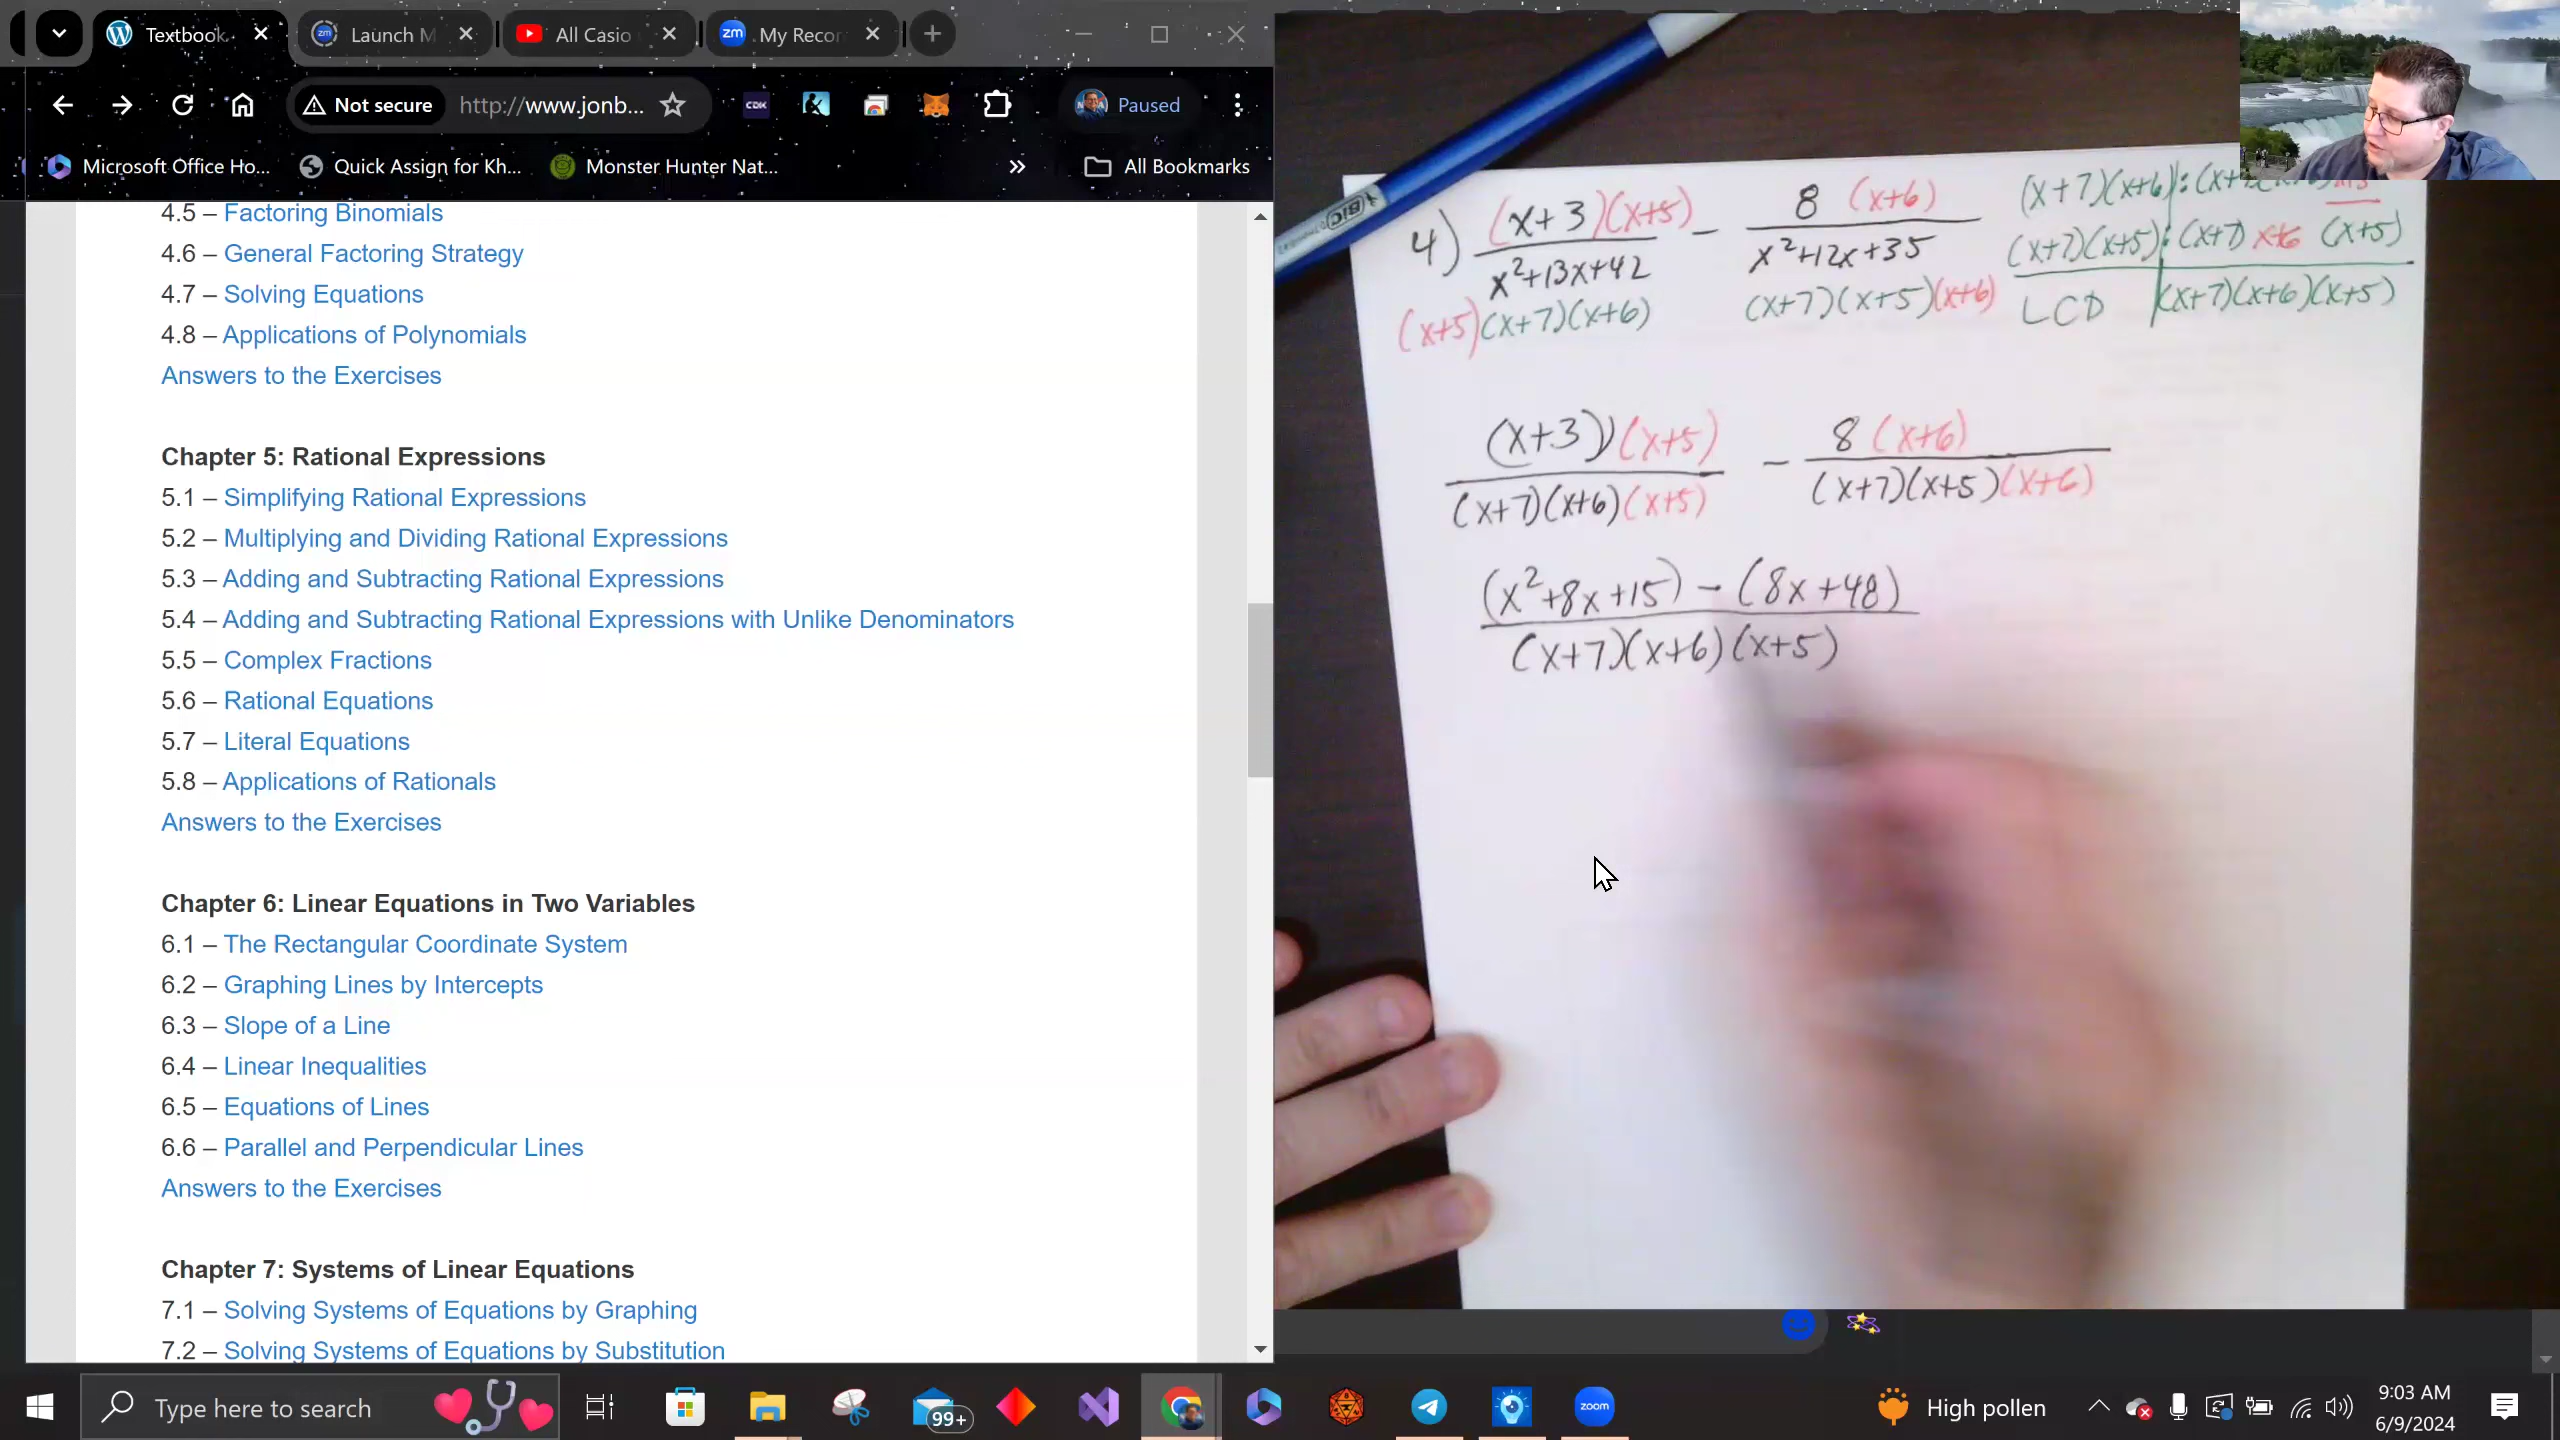 Textbook
Launch M
All Casio
My Recor
Not secure
http://www.jonb...
CDK
Paused
Microsoft Office Ho...
Quick Assign for Kh...
Monster Hunter Nat...
»
All Bookmarks
4.5 – Factoring Binomials
4.6 – General Factoring Strategy
4.7 – Solving Equations
4.8 – Applications of Polynomials
Answers to the Exercises
Chapter 5: Rational Expressions
5.1 – Simplifying Rational Expressions
5.2 – Multiplying and Dividing Rational Expressions
5.3 – Adding and Subtracting Rational Expressions
5.4 – Adding and Subtracting Rational Expressions with Unlike Denominators
5.5 – Complex Fractions
5.6 – Rational Equations
5.7 – Literal Equations
5.8 – Applications of Rationals
Answers to the Exercises
Chapter 6: Linear Equations in Two Variables
6.1 – The Rectangular Coordinate System
6.2 – Graphing Lines by Intercepts
6.3 – Slope of a Line
6.4 – Linear Inequalities
6.5 – Equations of Lines
6.6 – Parallel and Perpendicular Lines
Answers to the Exercises
Chapter 7: Systems of Linear Equations
7.1 – Solving Systems of Equations by Graphing
7.2 – Solving Systems of Equations by Substitution
BIC
4) (x+3)(x+5) - 8 (x+6)
x²+13x+42 x²+12x+35
(x+5)(x+7)(x+6) (x+7)(x+5)(x+6)
(x+7)(x+6):
(x+7)(x+5): (x+7) x+6 (x+5)
LCD (x+7)(x+6)(x+5)
(x+3))(x+5) - 8 (x+6)
(x+7)(x+6)(x+5) (x+7)(x+5)(x+6)
(x²+8x+15) - (8x+48)
(x+7)(x+6)(x+5)
Type here to search
99+
zoom
High pollen
9:03 AM
6/9/2024